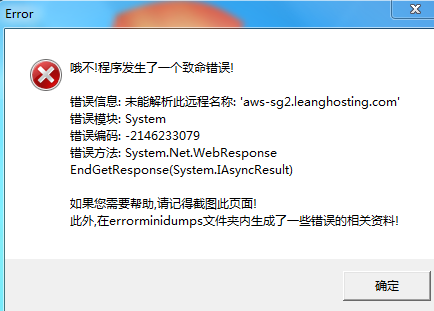 Error
哦不!程序发生了一个致命错误!
错误信息: 未能解析此远程名称: 'aws-sg2.leanghosting.com'
错误模块: System
错误编码: -2146233079
错误方法: System.Net.WebResponse
EndGetResponse(System.IAsyncResult)
如果您需要帮助,请记得截图此页面!
此外,在errorminidumps文件夹内生成了一些错误的相关资料!
确定